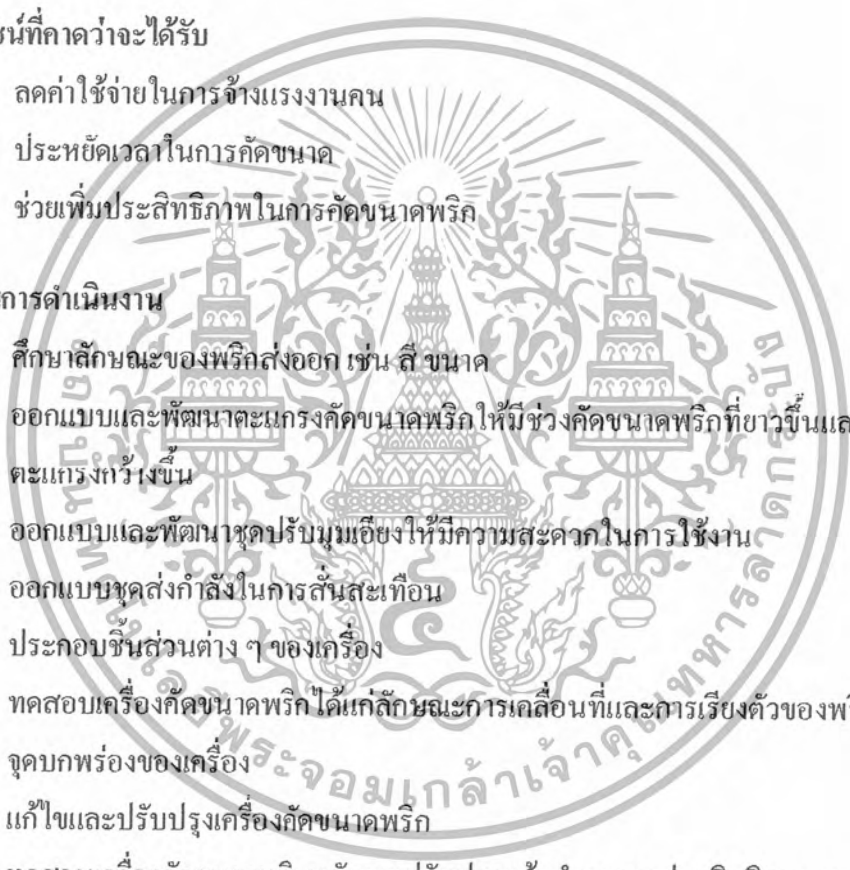 ชน์ที่คาดว่าจะได้รับ
ลดค่าใช้จ่ายในการจ้างแรงงานคน
ประหยัดเวลาในการคัดขนาด
ช่วยเพิ่มประสิทธิภาพในการคัดขนาดพริก
การดำเนินงาน
ศึกษาลักษณะของพริกส่งออก เช่น สี ขนาด
ออกแบบและพัฒนาตะแกรงคัดขนาดพริกให้มีช่วงคัดขนาดพริกที่ยาวขึ้นแล
ตะแกรงกว้างขึ้น
ออกแบบและพัฒนาชุดปรับมุมเอียงให้มีความสะดวกในการใช้งาน
ออกแบบชุดส่งกำลังในการสั่นสะเทือน
ประกอบชิ้นส่วนต่าง ๆ ของเครื่อง
ทดสอบเครื่องคัดขนาดพริก ได้แก่ลักษณะการเคลื่อนที่และการเรียงตัวของพริ
จุดบกพร่องของเครื่อง
แก้ไขและปรับปรุงเครื่องคัดขนาดพริก
พระจอมเกล้าเจ้าคุณทหารลาดกระบัง